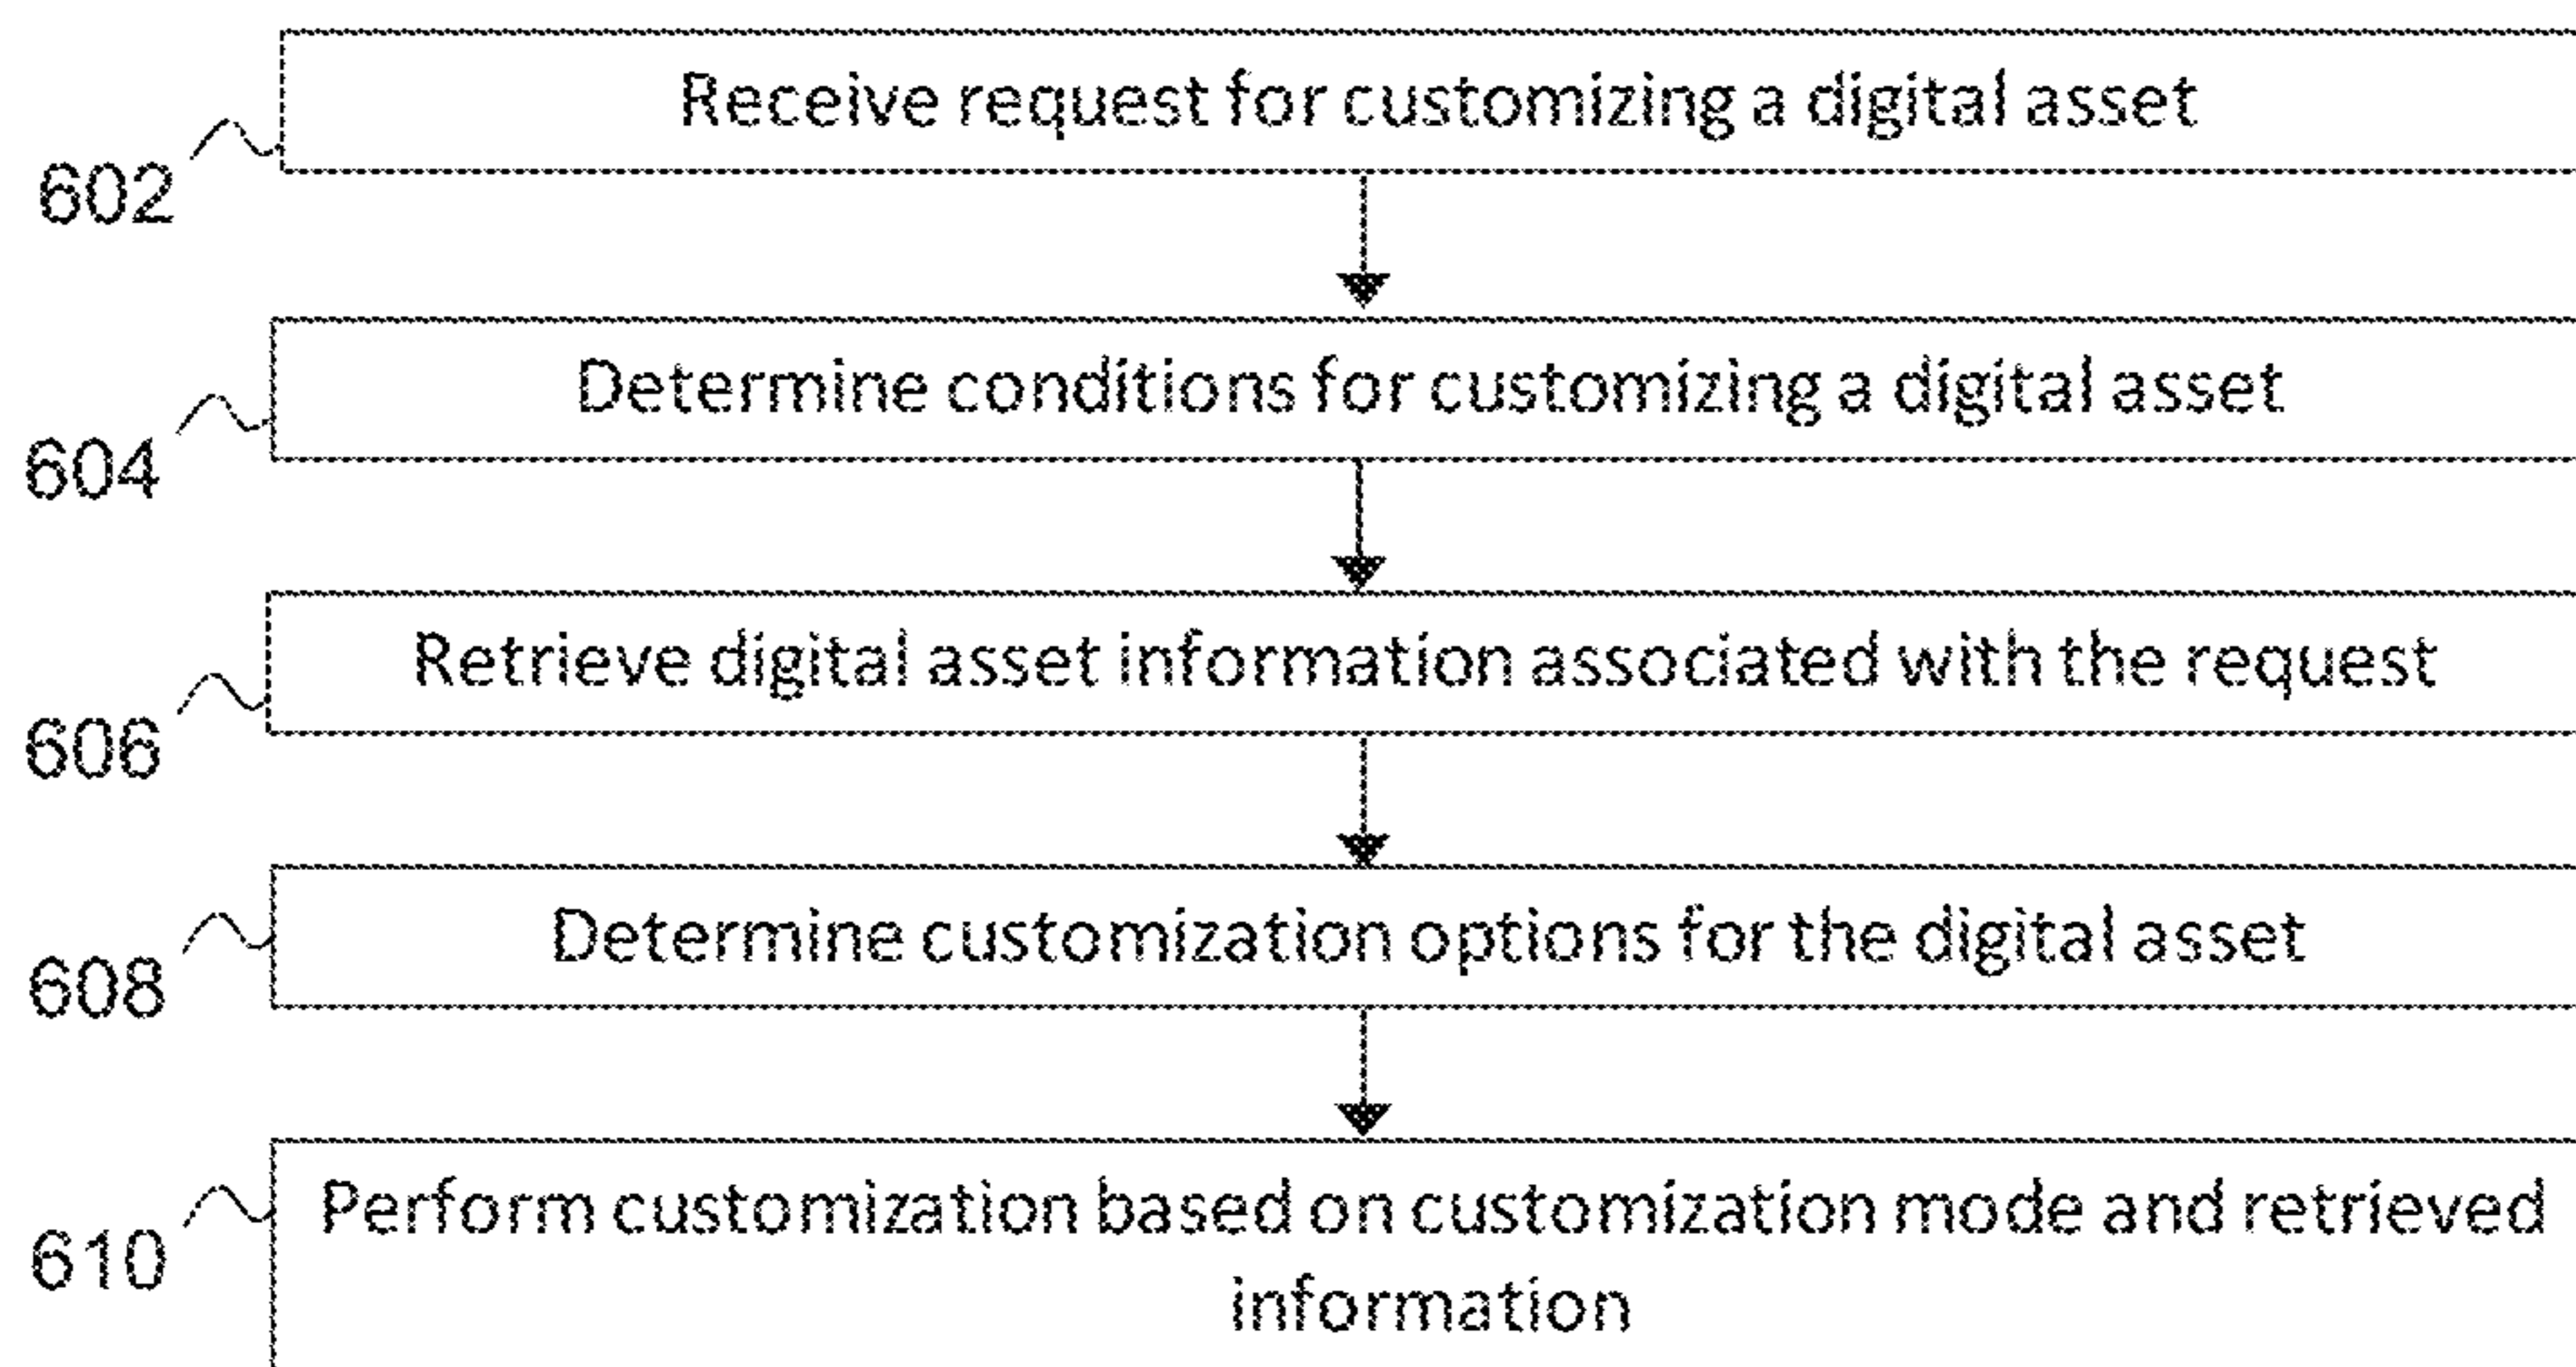 Receive request for customizing a digital asset
602
Determine conditions for customizing a digital asset
604
Retrieve digital asset information associated with the request
606
Determine customization options for the digital asset
608
Perform customization based on customization mode and retrieved
information
610